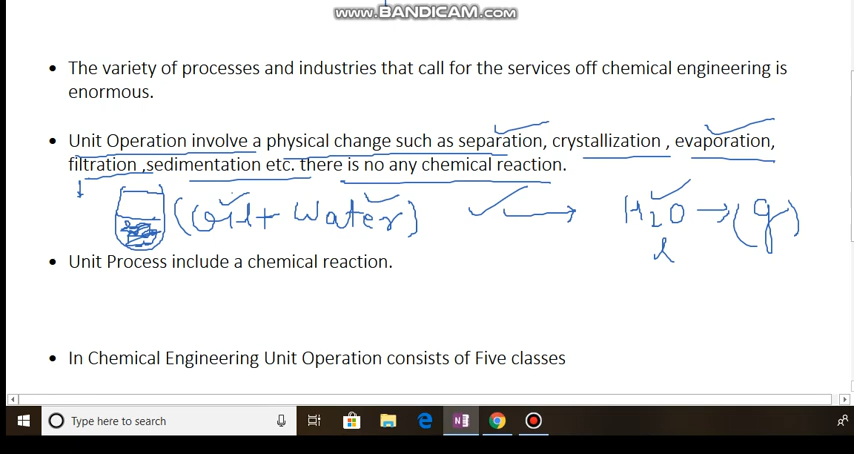 www.BANDICAM.com
• The variety of processes and industries that call for the services off chemical engineering is
enormous.
• Unit Operation involve a physical change such as separation, crystallization , evaporation,
filtration ,sedimentation etc. there is no any chemical reaction.
(Oil + Water) → H2O → (g)
l
• Unit Process include a chemical reaction.
• In Chemical Engineering Unit Operation consists of Five classes
Type here to search